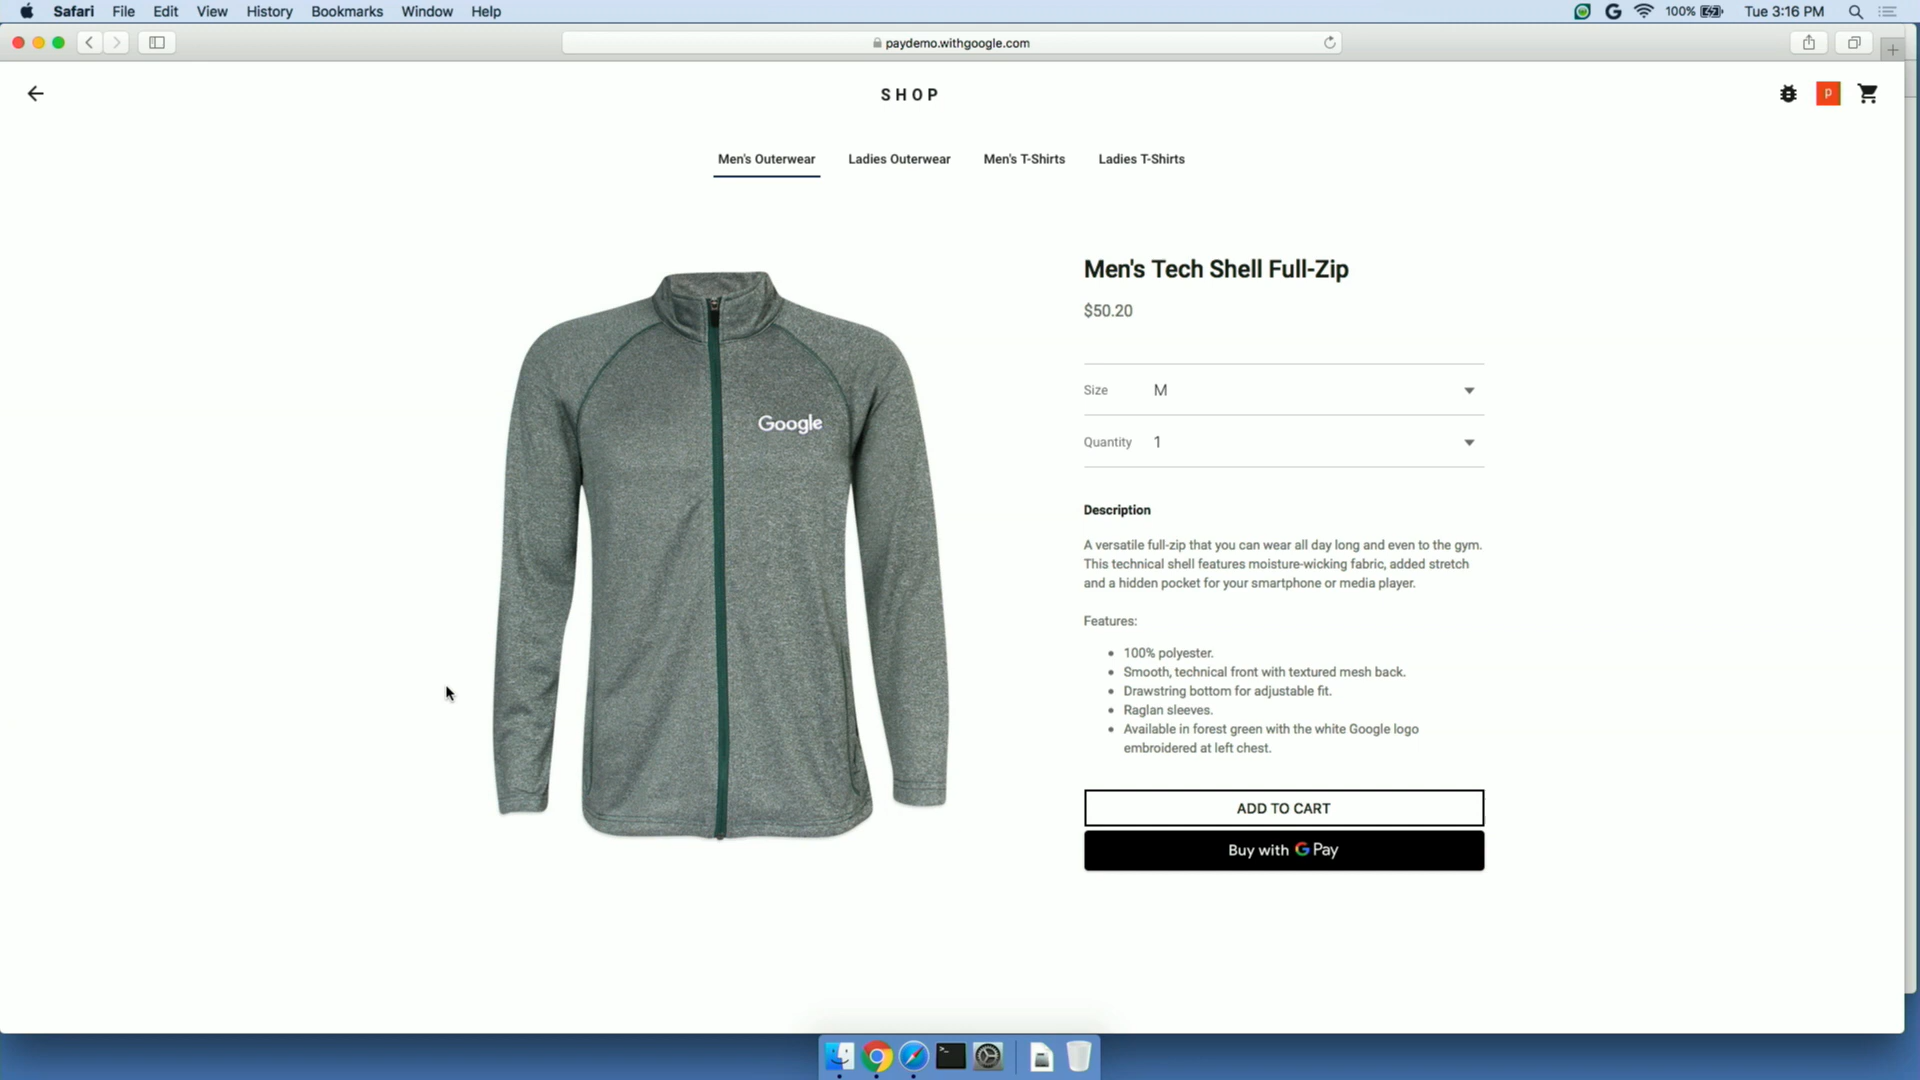 Safari File Edit View History Bookmarks Window Help
100% Tue 3:16 PM
paydemo.withgoogle.com
SHOP
P
Men's Outerwear Ladies Outerwear Men's T-Shirts Ladies T-Shirts
Google
Men's Tech Shell Full-Zip
$50.20
Size M
Quantity 1
Description
A versatile full-zip that you can wear all day long and even to the gym.
This technical shell features moisture-wicking fabric, added stretch
and a hidden pocket for your smartphone or media player.
Features:
100% polyester.
Smooth, technical front with textured mesh back.
Drawstring bottom for adjustable fit.
Raglan sleeves.
Available in forest green with the white Google logo
embroidered at left chest.
ADD TO CART
Buy with G Pay